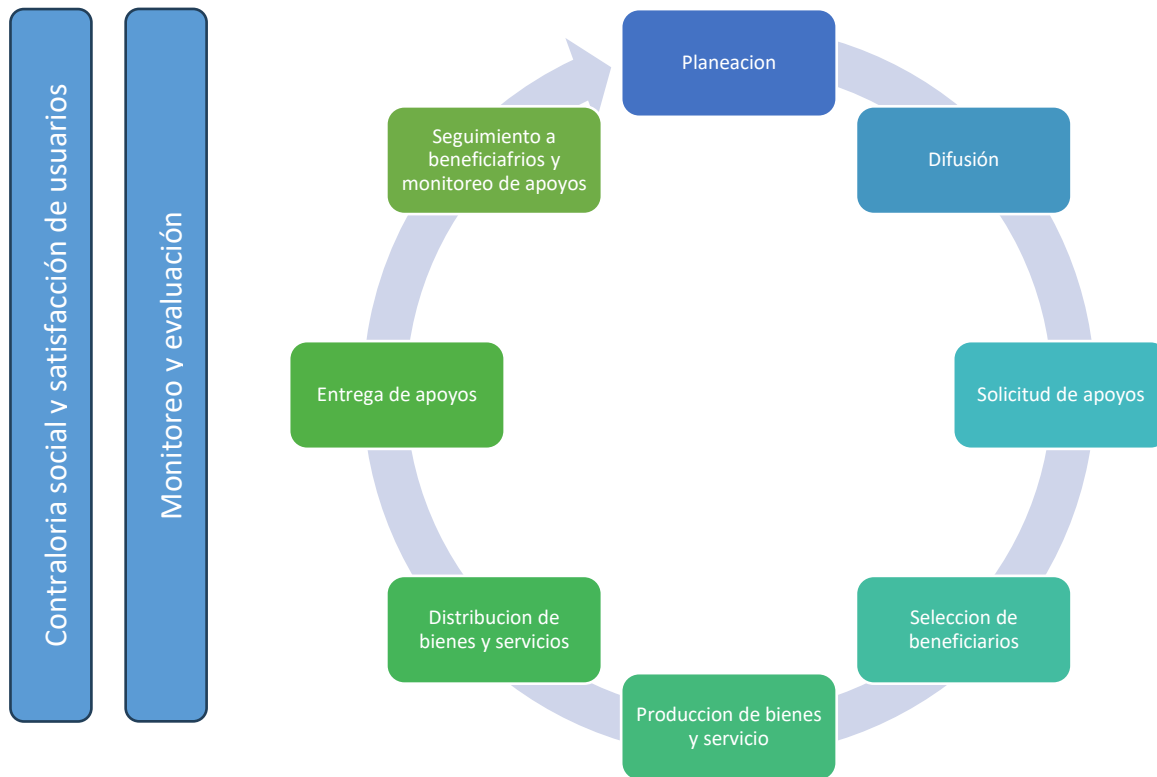 Contraloria social y satisfacción de usuarios
Monitoreo y evaluación
Planeacion
Difusión
Solicitud de apoyos
Seleccion de
beneficiarios
Produccion de bienes
y servicio
Distribucion de
bienes y servicios
Entrega de apoyos
Seguimiento a
beneficiafrios y
monitoreo de apoyos